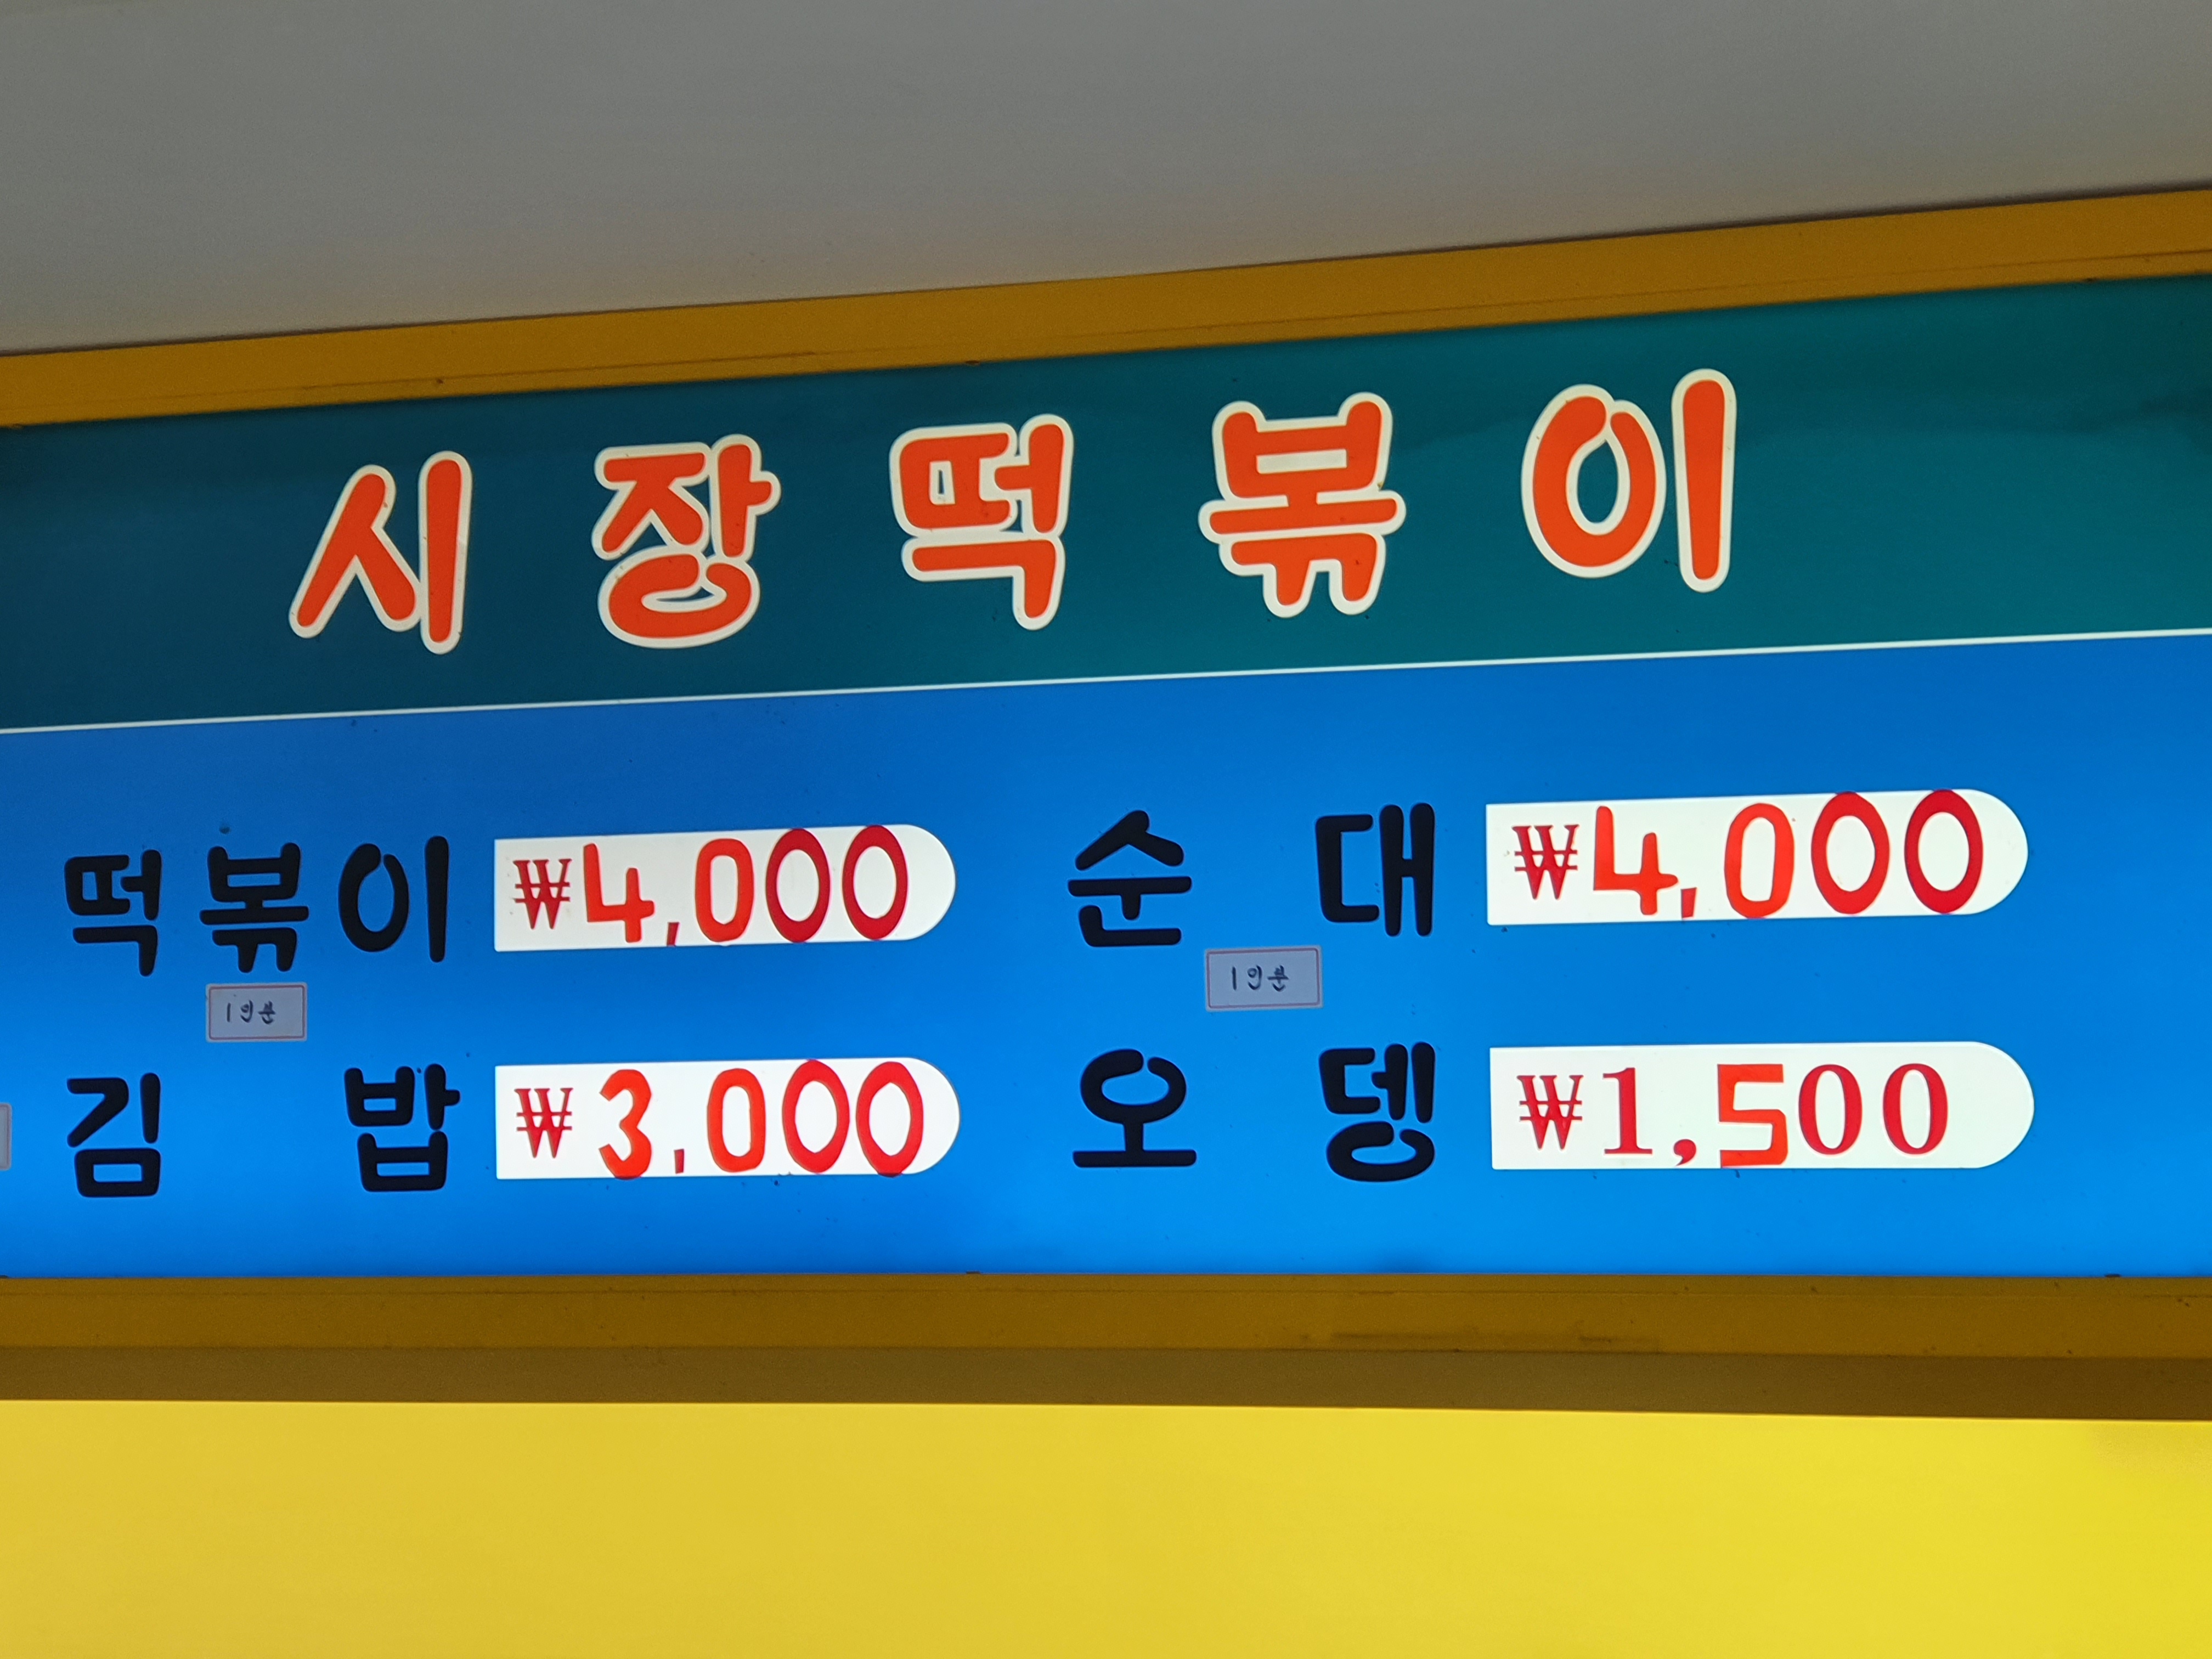 시장떡볶이
떡볶이 ₩4,000 순대 ₩4,000
1인분 1인분
김밥 ₩3,000 오뎅 ₩1,500